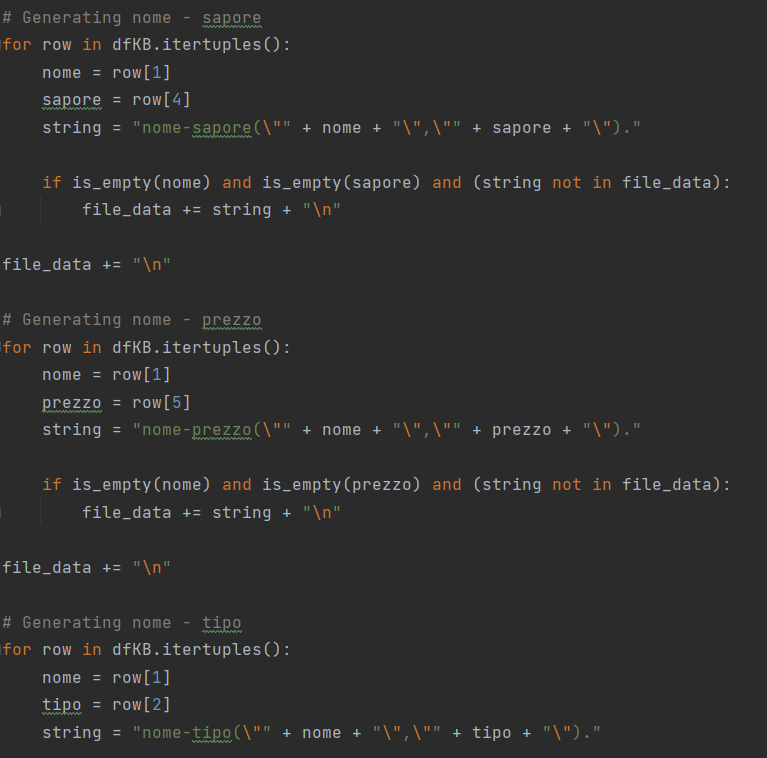 # Generating nome - sapore
for row in dfKB.itertuples():
    nome = row[1]
    sapore = row[4]
    string = "nome-sapore(\"" + nome + "\",\"" + sapore + "\")."
    if is_empty(nome) and is_empty(sapore) and (string not in file_data):
        file_data += string + "\n"
file_data += "\n"
# Generating nome - prezzo
for row in dfKB.itertuples():
    nome = row[1]
    prezzo = row[5]
    string = "nome-prezzo(\"" + nome + "\",\"" + prezzo + "\")."
    if is_empty(nome) and is_empty(prezzo) and (string not in file_data):
        file_data += string + "\n"
file_data += "\n"
# Generating nome - tipo
for row in dfKB.itertuples():
    nome = row[1]
    tipo = row[2]
    string = "nome-tipo(\"" + nome + "\",\"" + tipo + "\")."